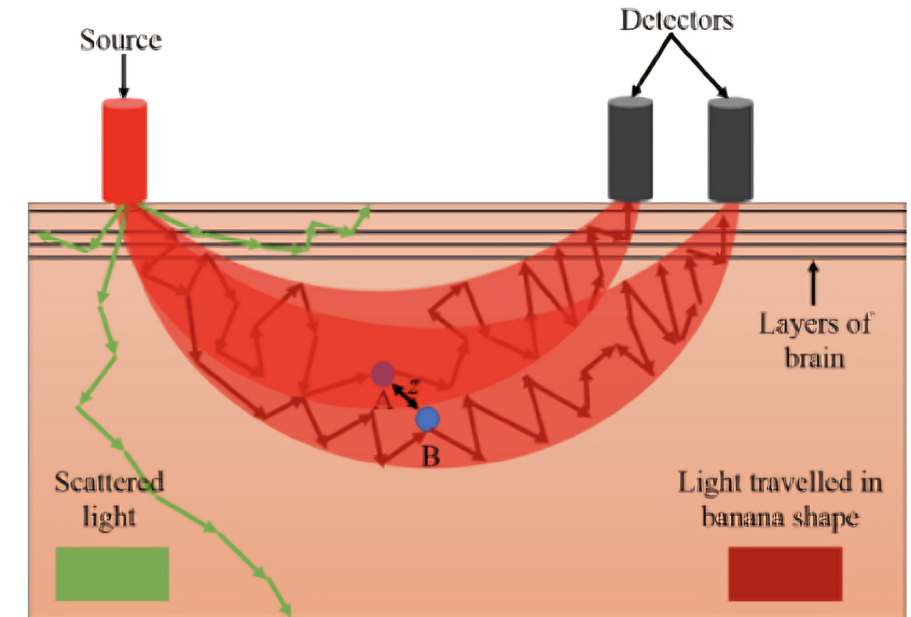 Source
Detectors
Layers of
brain
A
z
B
Scattered
light
Light travelled in
banana shape